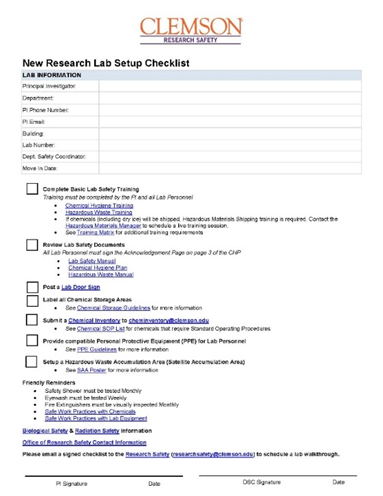 CLEMSON
RESEARCH SAFETY
New Research Lab Setup Checklist
LAB INFORMATION
Principal Investigator:
Department:
PI Phone Number:
PI Email:
Building:
Lab Number:
Dept. Safety Coordinator:
Move In Date:
Complete Basic Lab Safety Training
Training must be completed by the PI and all Lab Personnel
• Chemical Hygiene Training
• Hazardous Waste Training
• If chemicals (including dry ice) will be shipped, Hazardous Materials Shipping training is required. Contact the
Hazardous Materials Manager to schedule a live training session.
• See Training Matrix for additional training requirements
Review Lab Safety Documents
All Lab Personnel must sign the Acknowledgement Page on page 3 of the CHP
• Lab Safety Manual
• Chemical Hygiene Plan
• Hazardous Waste Manual
Post a Lab Door Sign
Label all Chemical Storage Areas
• See Chemical Storage Guidelines for more information
Submit a Chemical Inventory to cheminventory@clemson.edu
• See Chemical SOP List for chemicals that require Standard Operating Procedures
Provide compatible Personal Protective Equipment (PPE) for Lab Personnel
• See PPE Guidelines for more information
Setup a Hazardous Waste Accumulation Area (Satellite Accumulation Area)
• See SAA Poster for more information
Friendly Reminders
• Safety Shower must be tested Monthly
• Eyewash must be tested Weekly
• Fire Extinguishers must be visually inspected Monthly
• Safe Work Practices with Chemicals
• Safe Work Practices with Lab Equipment
Biological Safety & Radiation Safety information
Office of Research Safety Contact Information
Please email a signed checklist to the Research Safety (researchsafety@clemson.edu) to schedule a lab walkthrough.
PI Signature Date DSC Signature Date